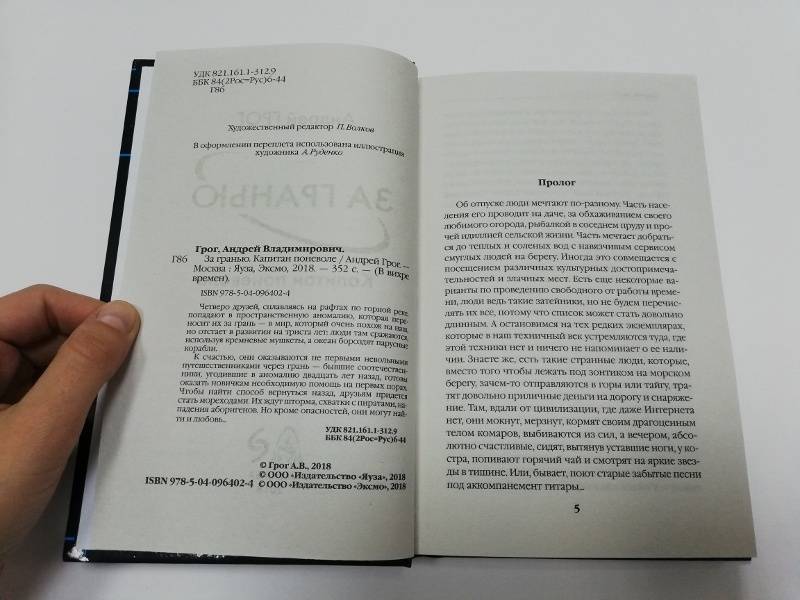 УДК 821.161.1-312.9
ББК 84(2Рос=Рус)6-44
Г86
Художественный редактор П.Волков
В оформлении переплета использована иллюстрация
художника А.Руденко
Андрей ГРОГ
ЗА ГРАНЬЮ
Грог, Андрей Владимирович.
Г86 За гранью. Капитан поневоле / Андрей Грог. —
Москва : Яуза, Эксмо, 2018. — 352 с. — (В вихре
времен).
ISBN 978-5-04-096402-4
Четверо друзей, сплавляясь на рафтах по горной реке,
попадают в пространственную аномалию, которая пере-
носит их за грань — в мир, который очень похож на наш,
но отстает в развитии на триста лет: люди там сражаются,
используя кремневые мушкеты, а океан бороздят парусные
корабли.
К счастью, они оказываются не первыми невольными
путешественниками через грань — бывшие соотечествен-
ники, угодившие в аномалию двадцать лет назад, готовы
оказать новичкам необходимую помощь на первых порах.
Чтобы найти способ вернуться назад, друзьям придется
стать мореходами. Их ждут шторма, схватки с пиратами, на-
падения аборигенов. Но кроме опасностей, они могут най-
ти и любовь...
УДК 821.161.1-312.9
ББК 84(2Рос=Рус)6-44
© Грог А.В., 2018
© ООО «Издательство «Яуза», 2018
ISBN 978-5-04-096402-4 © ООО «Издательство «Эксмо», 2018
Пролог
Об отпуске люди мечтают по-разному. Часть насе-
ления его проводит на даче, за обхаживанием своего
любимого огорода, рыбалкой в соседнем пруду и про-
чей идиллией сельской жизни. Часть мечтает добрать-
ся до теплых и соленых вод с навязчивым сервисом
смуглых людей на берегу. Иногда это совмещается с
посещением различных культурных достопримеча-
тельностей и злачных мест. Есть еще некоторые
варианты по проведению свободного от работы време-
ни, люди ведь такие затейники, но не будем перечис-
лять их все, потому что список может стать довольно
длинным. А остановимся на тех редких экземплярах,
которые в наш техничный век устремляются туда, где
этой техники нет и ничего не напоминает о ее нали-
чии. Знаете же, есть такие странные люди, которые,
вместо того чтобы лежать под зонтиком на морском
берегу, зачем-то отправляются в горы или тайгу, тра-
тят довольно приличные деньги на дорогу и снаряже-
ние. Там, вдали от цивилизации, где даже Интернета
нет, они мокнут, мерзнут, кормят своим драгоценным
телом комаров, выбиваются из сил, а вечером, абсо-
лютно счастливые, сидят, вытянув уставшие ноги, у ко-
стра, попивают горячий чай и смотрят на яркие звез-
ды в тишине. Или, бывает, поют старые забытые песни
под аккомпанемент гитары...
5